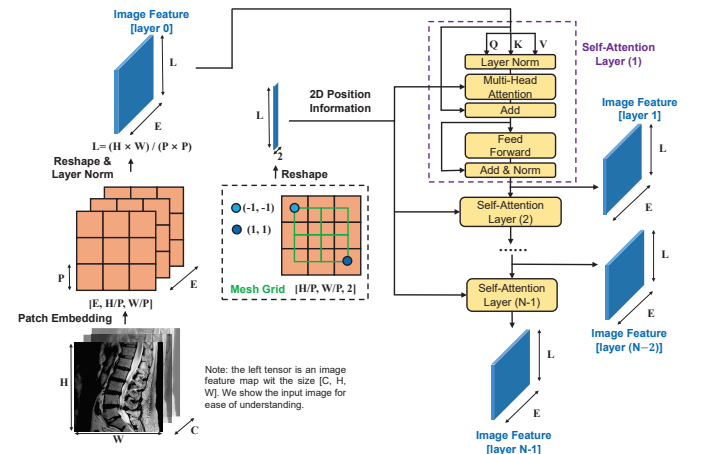 Image Feature
[layer 0]
L
E
L= (H × W) / (P × P)
Reshape &
Layer Norm
P
E
[E, H/P, W/P]
Patch Embedding
H
W
C
Note: the left tensor is an image
feature map wit the size [C, H,
W]. We show the input image for
ease of understanding.
L
2
Reshape
(-1, -1)
(1, 1)
Mesh Grid
[H/P, W/P, 2]
2D Position
Information
Q K V
Layer Norm
Multi-Head
Attention
Add
Feed
Forward
Add & Norm
Self-Attention
Layer (1)
Self-Attention
Layer (2)
......
Self-Attention
Layer (N-1)
Image Feature
[layer 1]
L
E
L
E
Image Feature
[layer (N−2)]
L
E
Image Feature
[layer N-1]